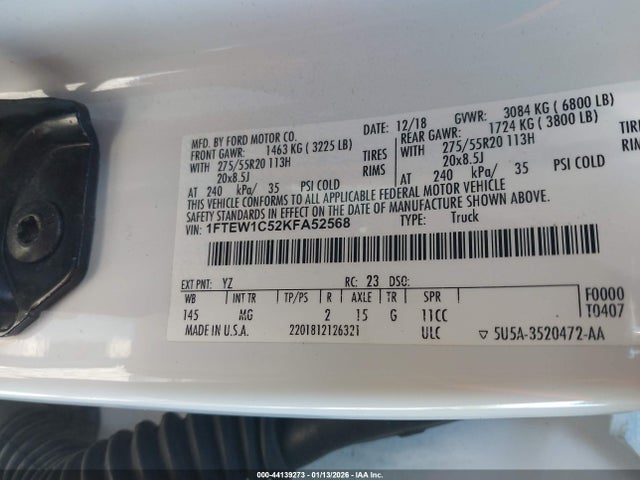 MFD. BY FORD MOTOR CO. DATE: 12/18 GVWR: 3084 KG (6800 LB)
FRONT GAWR: 1463 KG (3225 LB) REAR GAWR: 1724 KG (3800 LB)
WITH 275/55R20 113H TIRES WITH 275/55R20 113H TIRES
20x8.5J RIMS 20x8.5J RIMS
AT 240 kPa/ 35 PSI COLD AT 240 kPa/ 35 PSI COLD
THIS VEHICLE CONFORMS TO ALL APPLICABLE FEDERAL MOTOR VEHICLE
SAFETY STANDARDS IN EFFECT ON THE DATE OF MANUFACTURE SHOWN ABOVE.
VIN: 1FTEW1C52KFA52568 TYPE: Truck
EXT PNT: YZ RC: 23 DSO:
WB INT TR TP/PS R AXLE TR SPR
145 MG 2 15 G 11CC
F0000
T0407
MADE IN U.S.A. 220181212632i ULC 5U5A-3520472-AA
000-44139273 - 01/13/2026 - IAA Inc.